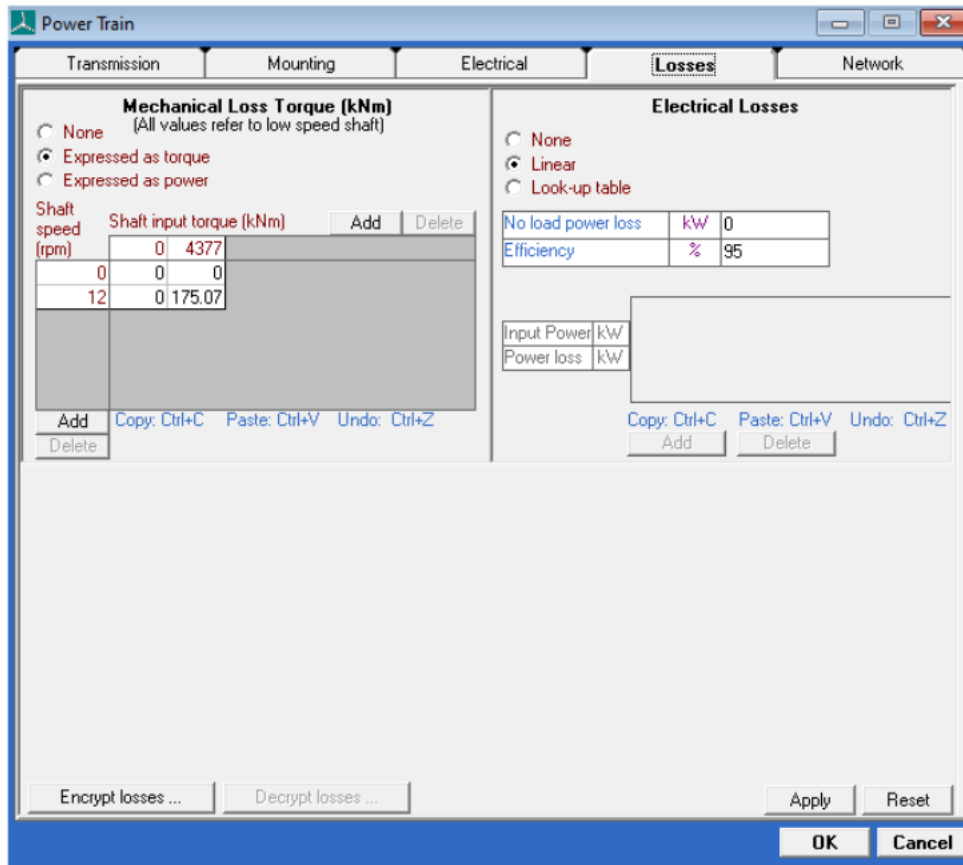 Power Train
Transmission Mounting Electrical Losses Network
Mechanical Loss Torque (kNm)
(All values refer to low speed shaft)
None
Expressed as torque
Expressed as power
Shaft speed (rpm)
Shaft input torque (kNm) Add Delete
0 4377
0 0 0
12 0 175.07
Add Copy: Ctrl+C Paste: Ctrl+V Undo: Ctrl+Z
Delete
Electrical Losses
None
Linear
Look-up table
No load power loss kW 0
Efficiency % 95
Input Power kW
Power loss kW
Copy: Ctrl+C Paste: Ctrl+V Undo: Ctrl+Z
Add Delete
Encrypt losses ... Decrypt losses ... Apply Reset
OK Cancel